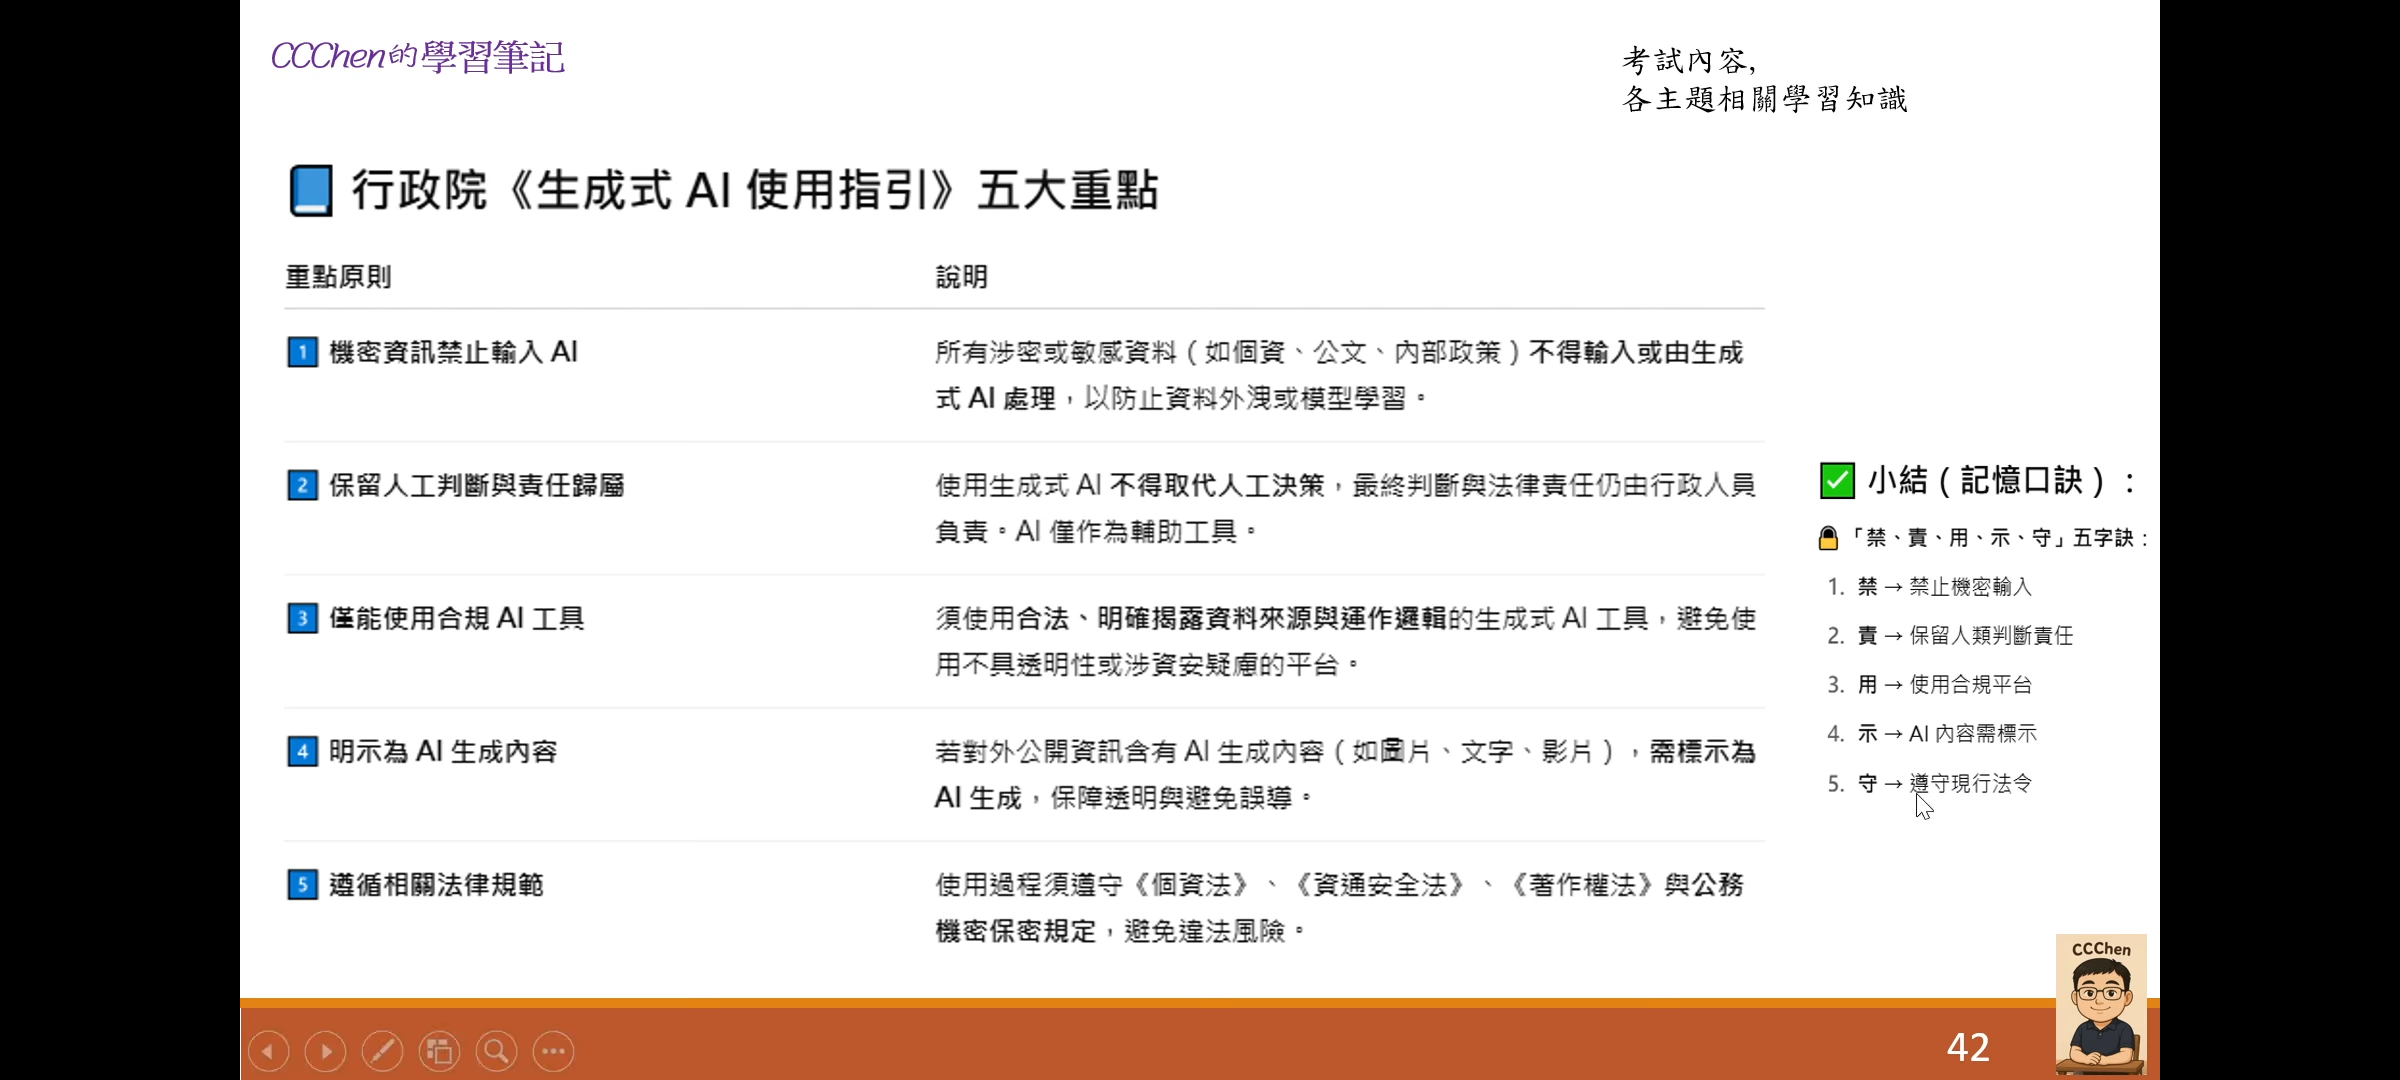 CCChen的學習筆記
考試內容,
各主題相關學習知識
行政院《生成式 AI 使用指引》五大重點
重點原則
說明
1 機密資訊禁止輸入 AI
所有涉密或敏感資料（如個資、公文、內部政策）不得輸入或由生成
式 AI 處理，以防止資料外洩或模型學習。
2 保留人工判斷與責任歸屬
使用生成式 AI 不得取代人工決策，最終判斷與法律責任仍由行政人員
負責。AI 僅作為輔助工具。
3 僅能使用合規 AI 工具
須使用合法、明確揭露資料來源與運作邏輯的生成式 AI 工具，避免使
用不具透明性或涉資安疑慮的平台。
4 明示為 AI 生成內容
若對外公開資訊含有 AI 生成內容（如圖片、文字、影片），需標示為
AI 生成，保障透明與避免誤導。
5 遵循相關法律規範
使用過程須遵守《個資法》、《資通安全法》、《著作權法》與公務
機密保密規定，避免違法風險。
小結（記憶口訣）：
「禁、責、用、示、守」五字訣：
1. 禁 → 禁止機密輸入
2. 責 → 保留人類判斷責任
3. 用 → 使用合規平台
4. 示 → AI 內容需標示
5. 守 → 遵守現行法令
CCChen
42